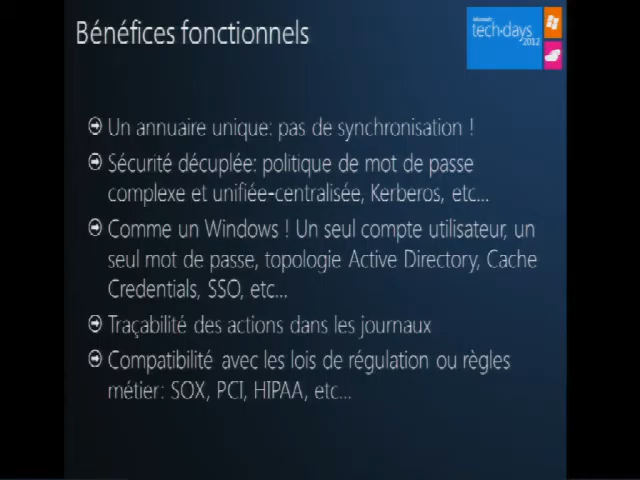 Bénéfices fonctionnels
Microsoft
tech·days
2012
Un annuaire unique: pas de synchronisation !
Sécurité décuplée: politique de mot de passe
complexe et unifiée-centralisée, Kerberos, etc...
Comme un Windows ! Un seul compte utilisateur, un
seul mot de passe, topologie Active Directory, Cache
Credentials, SSO, etc...
Traçabilité des actions dans les journaux
Compatibilité avec les lois de régulation ou règles
métier: SOX, PCI, HIPAA, etc...